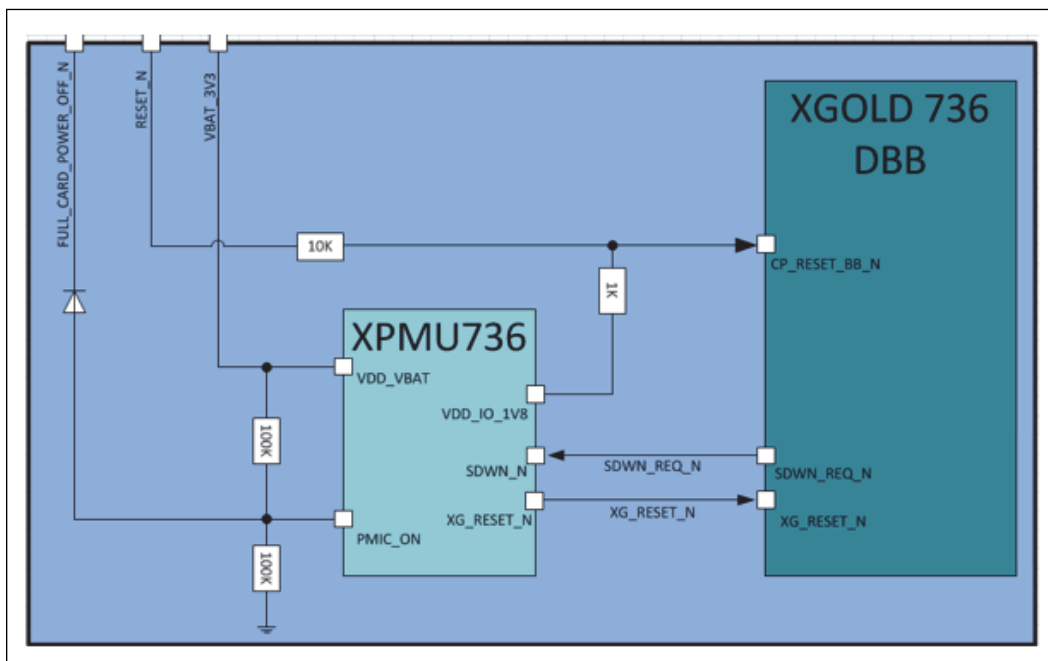 FULL_CARD_POWER_OFF_N
RESET_N
VBAT_3V3
XGOLD 736
DBB
10K
CP_RESET_BB_N
1K
XPMU736
VDD_VBAT
VDD_IO_1V8
100K
SDWN_N
SDWN_REQ_N
SDWN_REQ_N
XG_RESET_N
XG_RESET_N
XG_RESET_N
PMIC_ON
100K